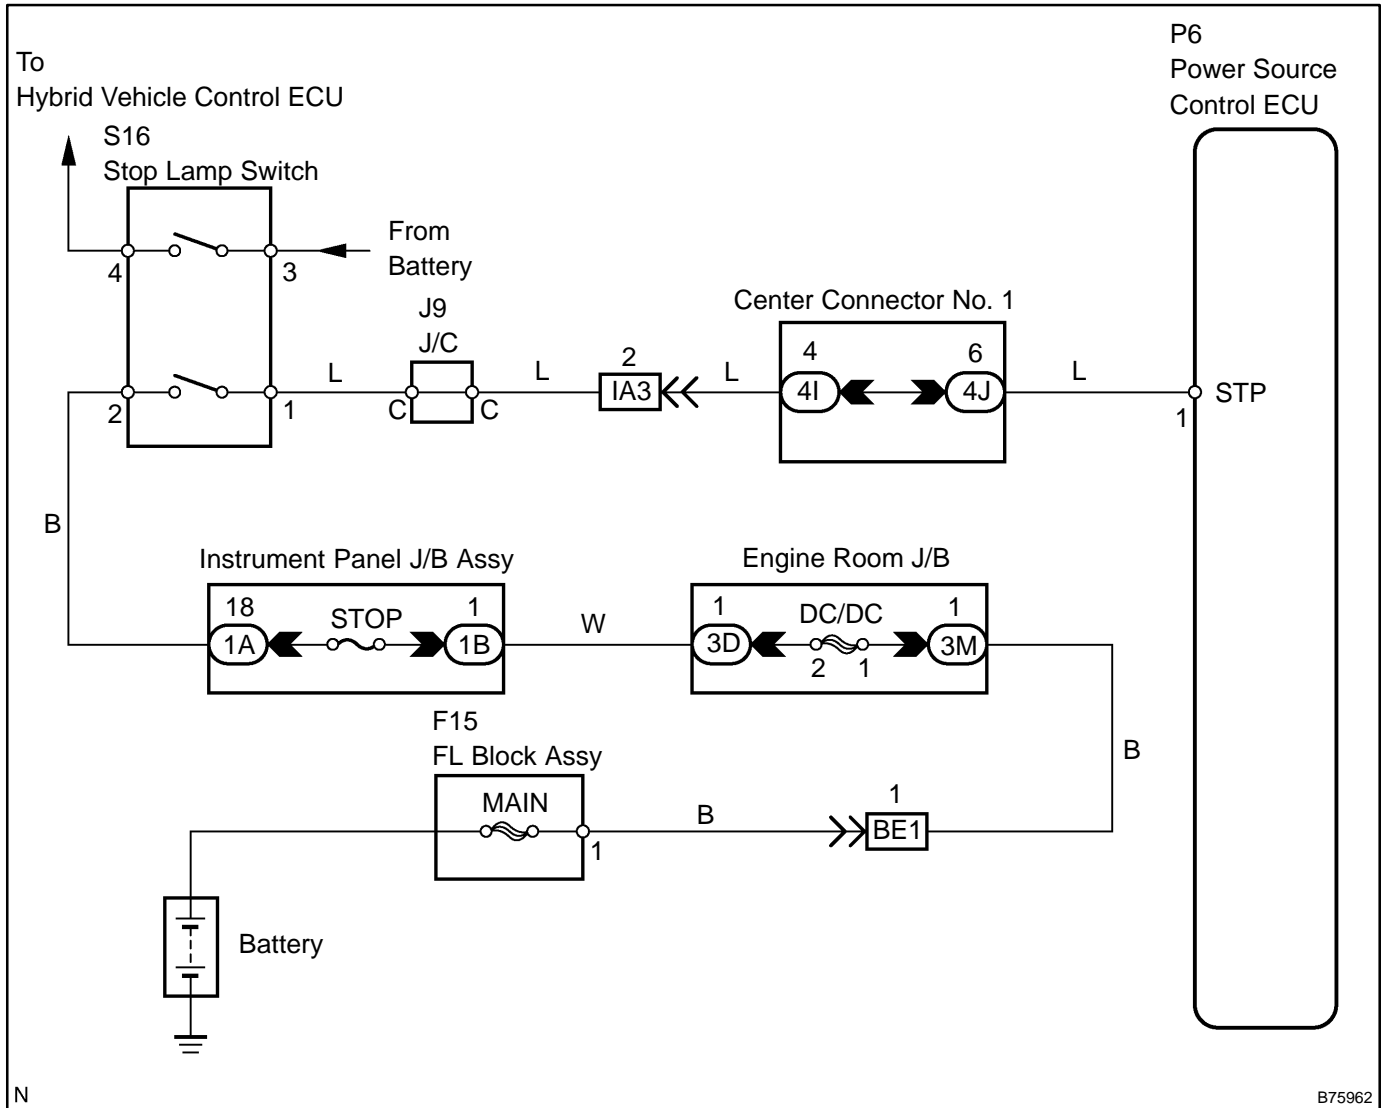 P6
Power Source
Control ECU
To
Hybrid Vehicle Control ECU
S16
Stop Lamp Switch
From
Battery
4
3
J9
J/C
Center Connector No. 1
L
L
2
IA3
L
4
4I
6
4J
L
STP
2
1
C
C
1
B
Instrument Panel J/B Assy
Engine Room J/B
18
1A
STOP
1
1B
W
1
3D
DC/DC
2
1
1
3M
B
F15
FL Block Assy
MAIN
1
B
1
BE1
Battery
N
B75962